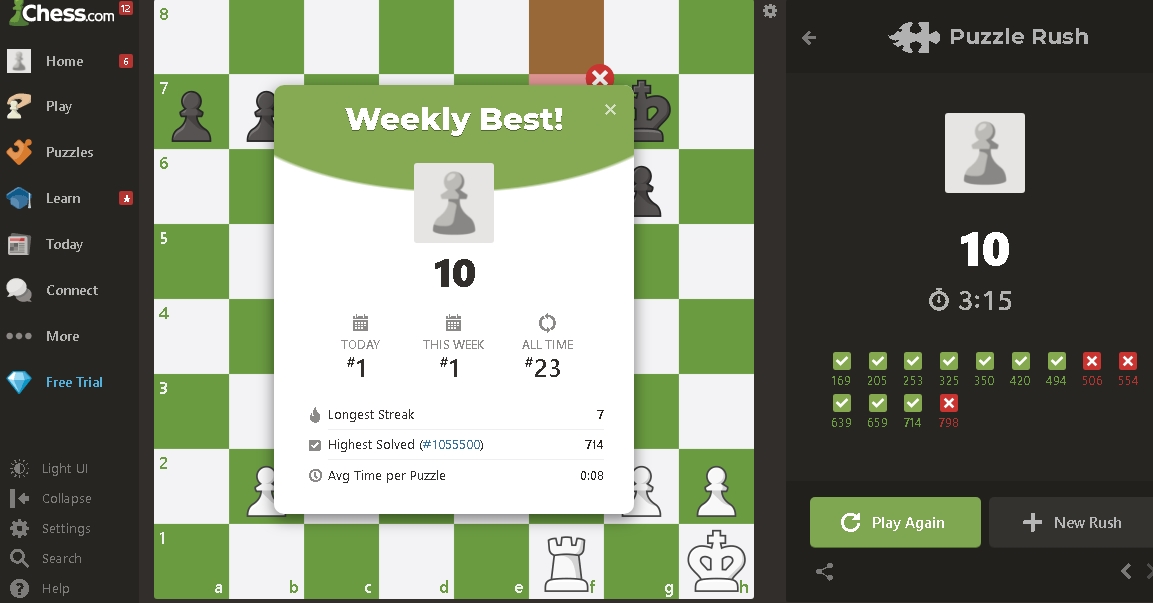 Chess.com 12
Home 6
Play
Puzzles
Learn
Today
Connect
More
Free Trial
Light UI
Collapse
Settings
Search
Help
8
7
6
5
4
3
2
1
a b c d e f g h
Weekly Best!
10
TODAY THIS WEEK ALL TIME
#1 #1 #23
Longest Streak 7
Highest Solved (#1055500) 714
Avg Time per Puzzle 0:08
Puzzle Rush
10
3:15
169 205 253 325 350 420 494 506 554
639 659 714 798
Play Again
New Rush